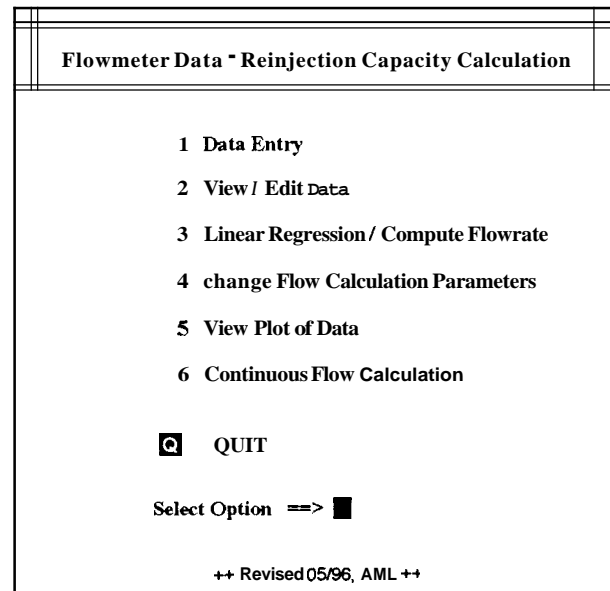 Flowmeter Data - Reinjection Capacity Calculation
1 Data Entry
2 View / Edit Data
3 Linear Regression / Compute Flowrate
4 change Flow Calculation Parameters
5 View Plot of Data
6 Continuous Flow Calculation
Q QUIT
Select Option ==>
++ Revised 05/96, AML ++